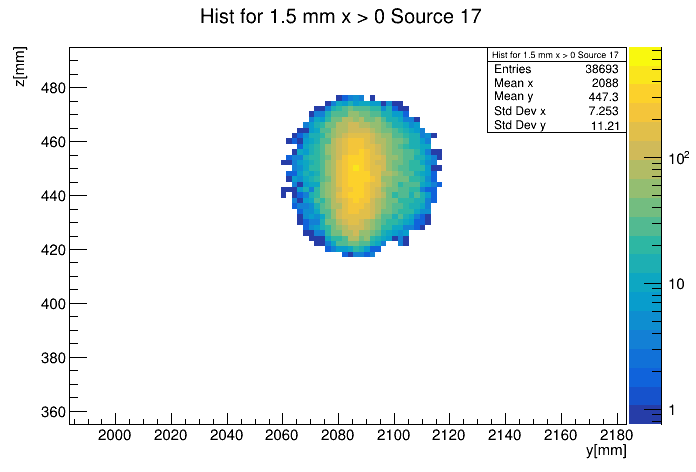 Hist for 1.5 mm x > 0 Source 17
z[mm]
Hist for 1.5 mm x > 0 Source 17
Entries 38693
Mean x 2088
Mean y 447.3
Std Dev x 7.253
Std Dev y 11.21
480
460
440
420
400
380
360
10²
10
1
2000 2020 2040 2060 2080 2100 2120 2140 2160 2180
y[mm]